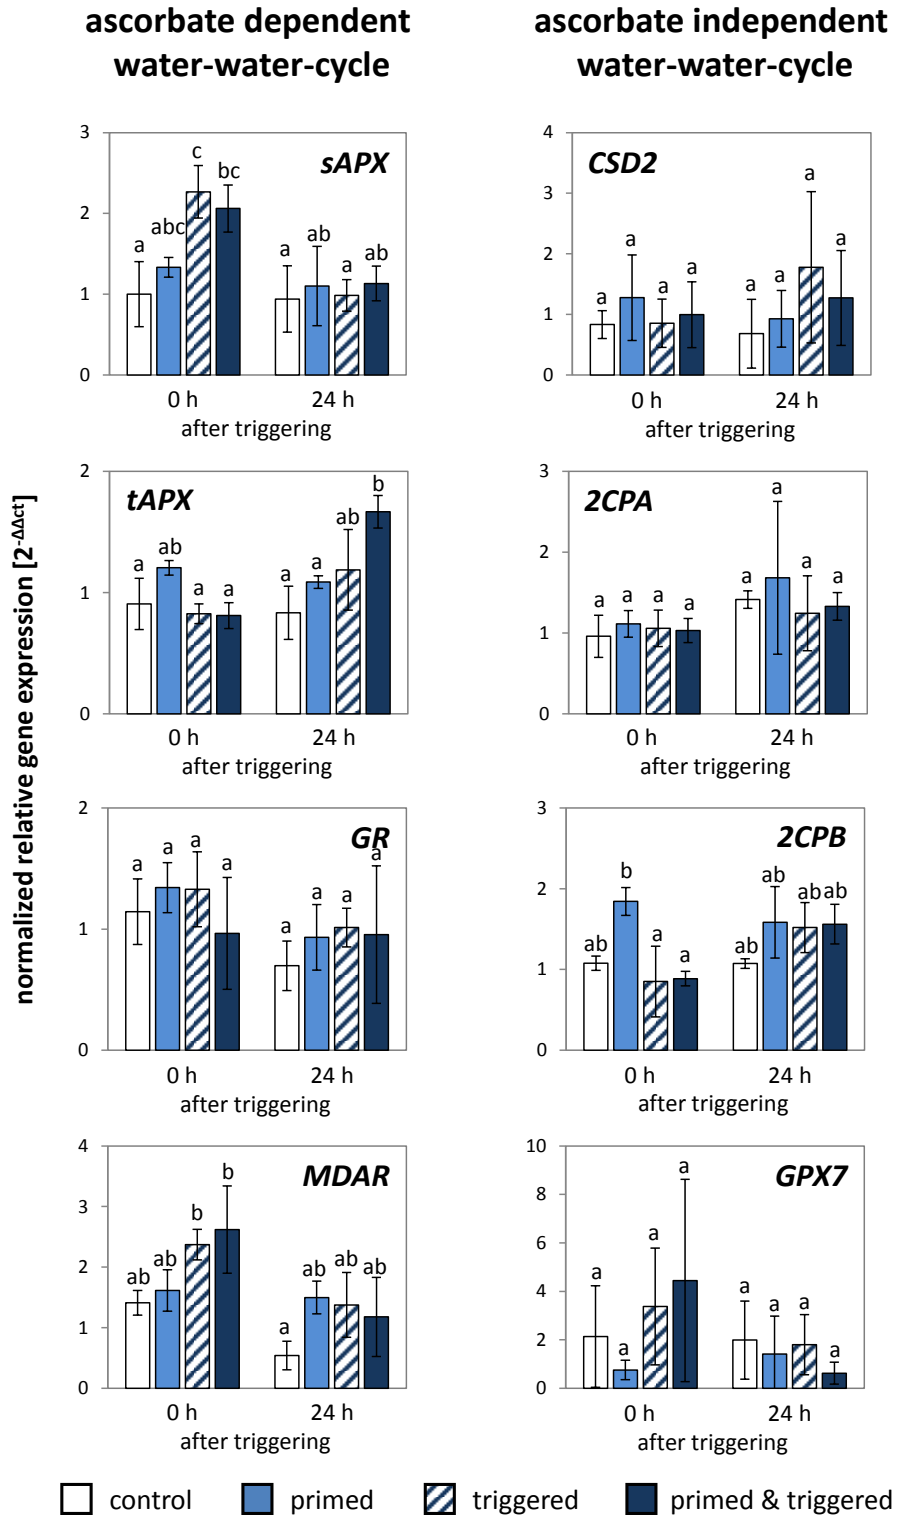 ascorbate dependent
water-water-cycle
ascorbate independent
water-water-cycle
normalized relative gene expression [2^-ΔΔct]
3
2
1
0
sAPX
a
abc
c
bc
a
ab
a
ab
0 h
24 h
after triggering
4
3
2
1
0
CSD2
a
a
a
a
a
a
a
a
0 h
24 h
after triggering
2
1
0
tAPX
a
ab
a
a
a
a
ab
b
0 h
24 h
after triggering
3
2
1
0
2CPA
a
a
a
a
a
a
a
a
0 h
24 h
after triggering
2
1
0
GR
a
a
a
a
a
a
a
a
0 h
24 h
after triggering
3
2
1
0
2CPB
ab
b
a
a
ab
ab
ab
ab
0 h
24 h
after triggering
4
3
2
1
0
MDAR
ab
ab
b
b
a
ab
ab
ab
0 h
24 h
after triggering
10
8
6
4
2
0
GPX7
a
a
a
a
a
a
a
a
0 h
24 h
after triggering
control
primed
triggered
primed & triggered